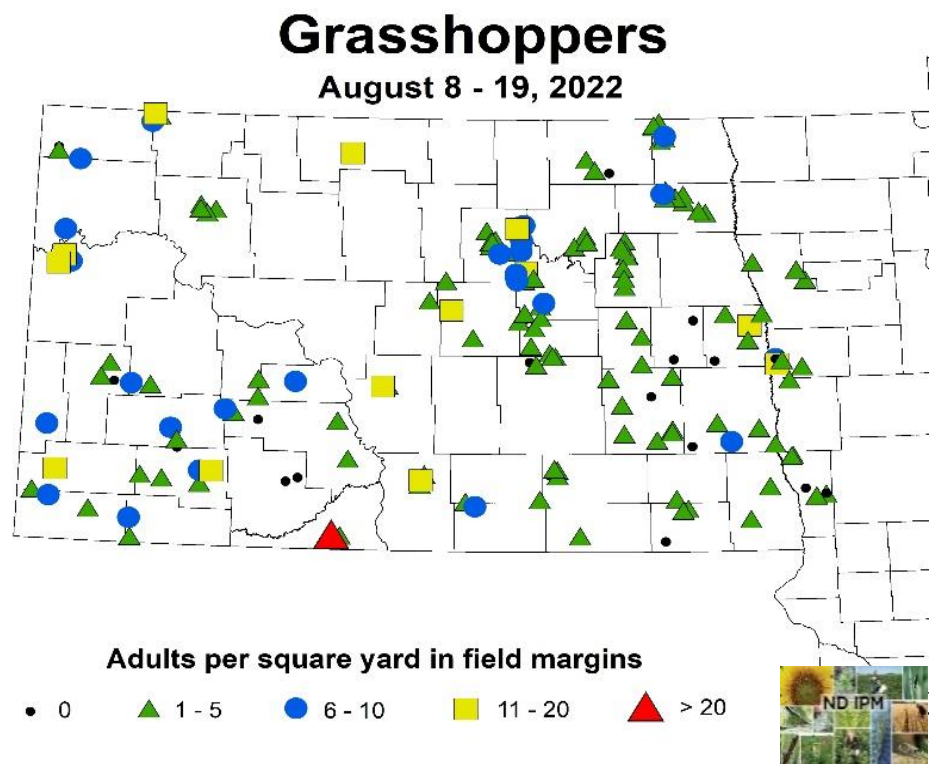 Grasshoppers
August 8 - 19, 2022
Adults per square yard in field margins
0 1 - 5 6 - 10 11 - 20 > 20
ND IPM